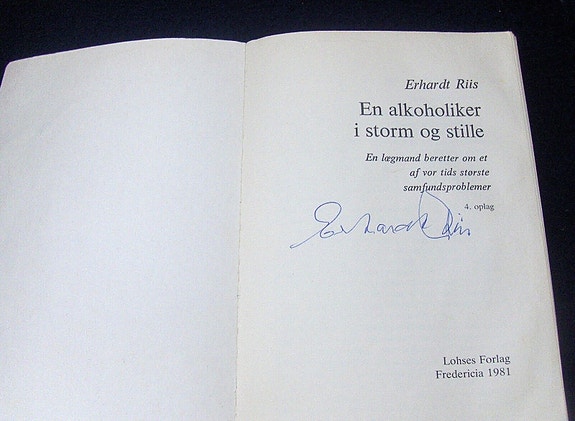 Erhardt Riis
En alkoholiker
i storm og stille
En lægmand beretter om et
af vor tids største
samfundsproblemer
4. oplag
Erhardt Riis
Lohses Forlag
Fredericia 1981